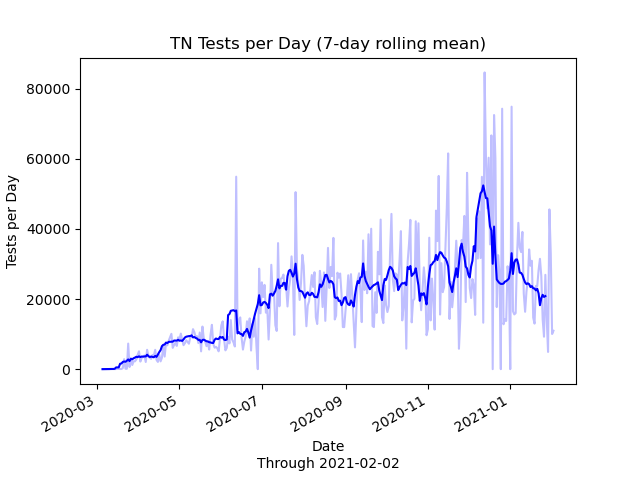 TN Tests per Day (7-day rolling mean)
80000
60000
40000
20000
0
Tests per Day
2020-03
2020-05
2020-07
2020-09
2020-11
2021-01
Date
Through 2021-02-02